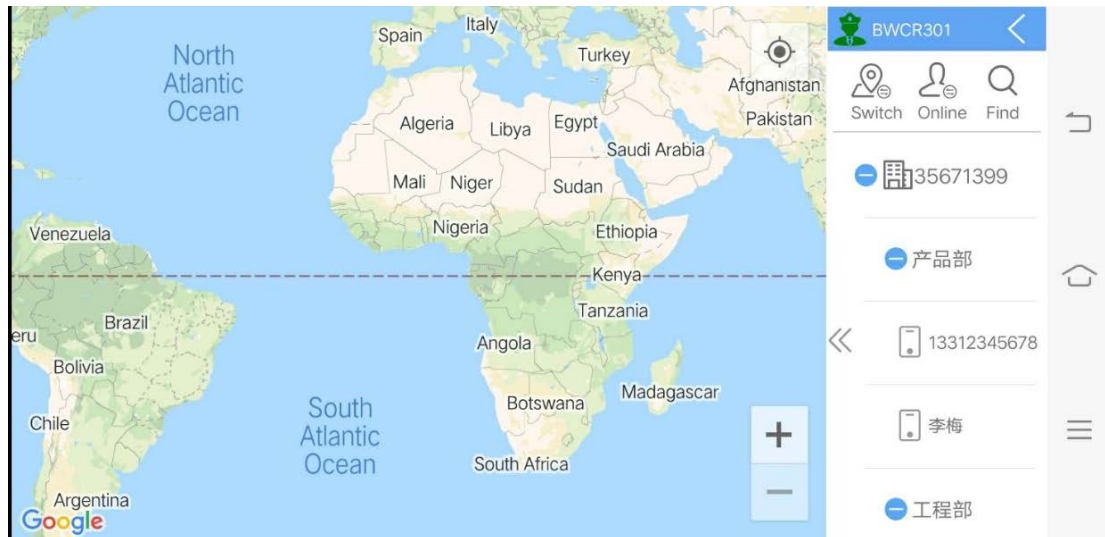 Italy
Spain
Turkey
North
Atlantic
Ocean
Afghanistan
Pakistan
Algeria
Libya
Egypt
Saudi Arabia
Mali
Niger
Sudan
Nigeria
Ethiopia
Venezuela
Kenya
Tanzania
Brazil
eru
Angola
Bolivia
Madagascar
Botswana
South
Atlantic
Ocean
Chile
South Africa
Argentina
Google
BWCR301
Switch Online Find
35671399
产品部
13312345678
李梅
工程部